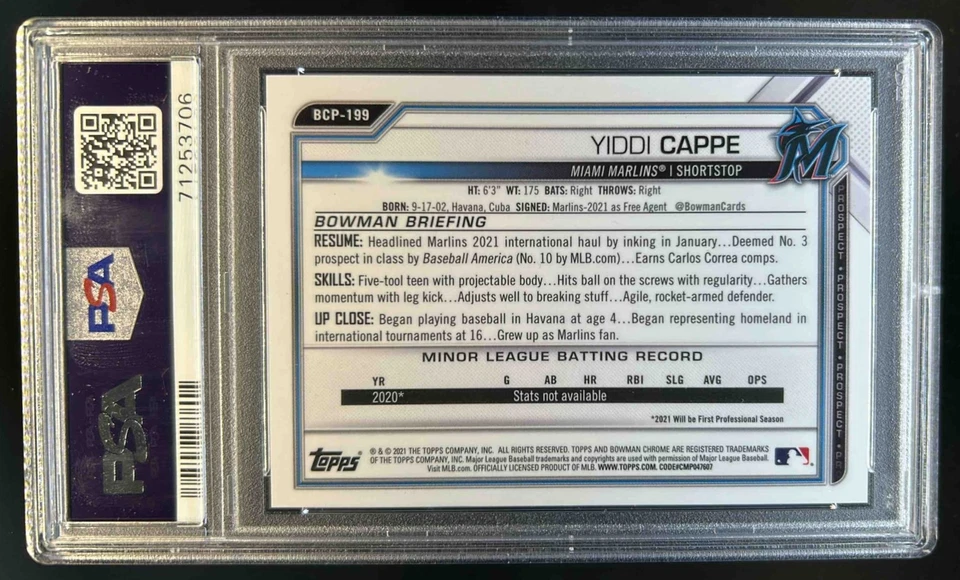 PSA
PSA
71253706
BCP-199
YIDDI CAPPE
M
MIAMI MARLINS® | SHORTSTOP
HT: 6'3" WT: 175 BATS: Right THROWS: Right
BORN: 9-17-02, Havana, Cuba SIGNED: Marlins-2021 as Free Agent @BowmanCards
BOWMAN BRIEFING
RESUME: Headlined Marlins 2021 international haul by inking in January...Deemed No. 3
prospect in class by Baseball America (No. 10 by MLB.com)...Earns Carlos Correa comps.
SKILLS: Five-tool teen with projectable body...Hits ball on the screws with regularity...Gathers
momentum with leg kick...Adjusts well to breaking stuff...Agile, rocket-armed defender.
UP CLOSE: Began playing baseball in Havana at age 4...Began representing homeland in
international tournaments at 16...Grew up as Marlins fan.
MINOR LEAGUE BATTING RECORD
YR G AB HR RBI SLG AVG OPS
2020* Stats not available
*2021 Will be First Professional Season
topps
® & © 2021 THE TOPPS COMPANY, INC. ALL RIGHTS RESERVED. TOPPS AND BOWMAN CHROME ARE REGISTERED TRADEMARKS
OF THE TOPPS COMPANY, INC. Major League Baseball trademarks and copyrights are used with permission of Major League Baseball.
Visit MLB.com. OFFICIALLY LICENSED PRODUCT OF MLB. WWW.TOPPS.COM. CODE#CMP047607
PROSPECT • PROSPECT • PROSPECT • PR